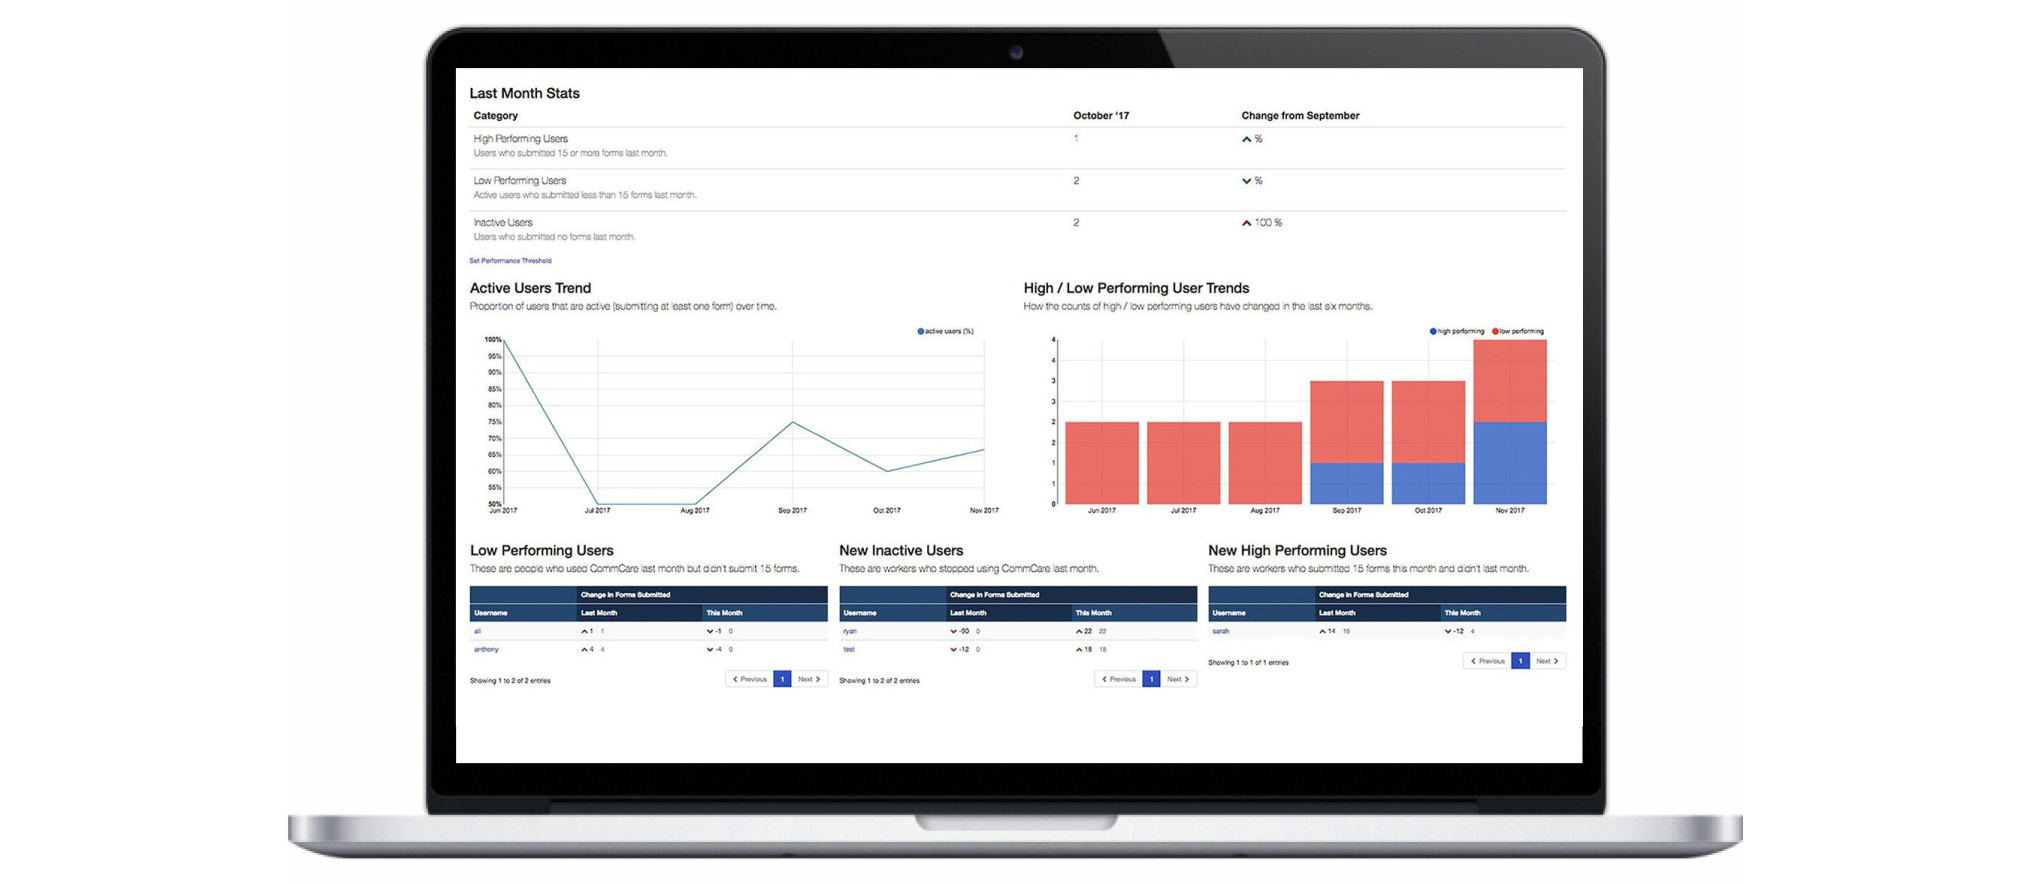 Last Month Stats
Category October '17 Change from September
High Performing Users 1 %
Users who submitted 15 or more forms last month.
Low Performing Users 2 %
Active users who submitted less than 15 forms last month.
Inactive Users 2 100 %
Users who submitted no forms last month.
Set Performance Threshold
Active Users Trend
Proportion of users that are active (submitting at least one form) over time.
active users (%)
100%
95%
90%
85%
80%
75%
70%
65%
60%
55%
50%
Jun 2017 Jul 2017 Aug 2017 Sep 2017 Oct 2017 Nov 2017
High / Low Performing User Trends
How the counts of high / low performing users have changed in the last six months.
high performing low performing
4
4
3
3
2
2
1
1
0
Jun 2017 Jul 2017 Aug 2017 Sep 2017 Oct 2017 Nov 2017
Low Performing Users
These are people who used CommCare last month but didn't submit 15 forms.
Change in Forms Submitted
Username Last Month This Month
ali 1 1 -1 0
anthony 4 4 -4 0
Showing 1 to 2 of 2 entries
Previous 1 Next
New Inactive Users
These are workers who stopped using CommCare last month.
Change in Forms Submitted
Username Last Month This Month
ryan -90 0 22 22
test -12 0 18 18
Showing 1 to 2 of 2 entries
Previous 1 Next
New High Performing Users
These are workers who submitted 15 forms this month and didn't last month.
Change in Forms Submitted
Username Last Month This Month
sarah 14 16 -12 4
Showing 1 to 1 of 1 entries
Previous 1 Next